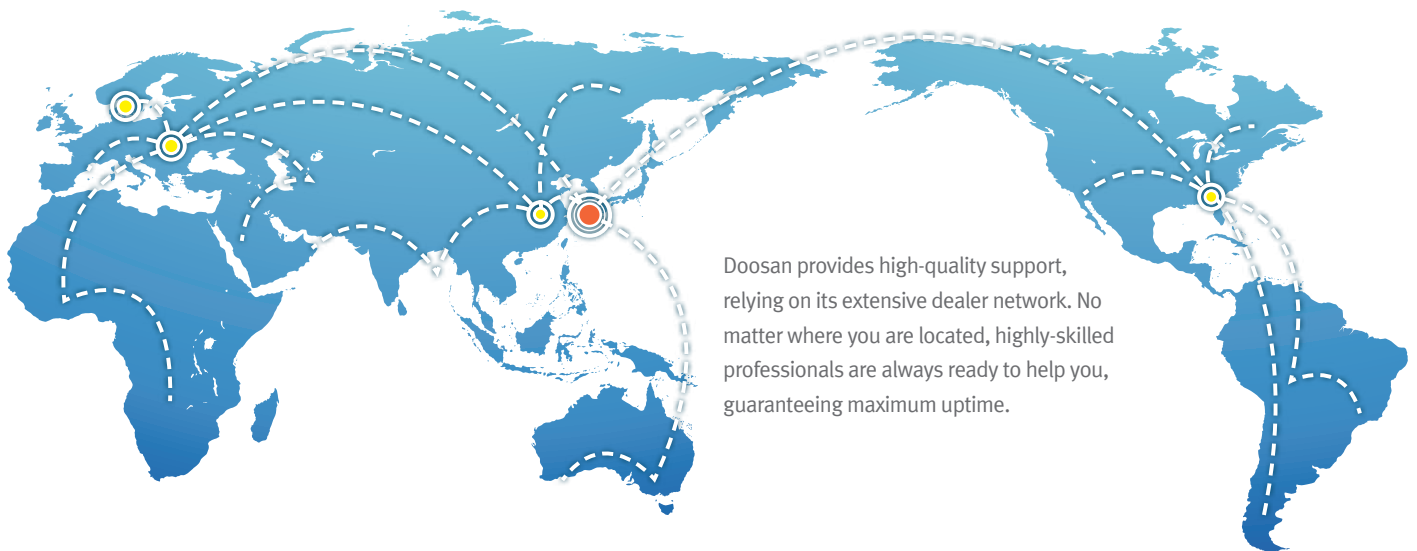 Doosan provides high-quality support,
relying on its extensive dealer network. No
matter where you are located, highly-skilled
professionals are always ready to help you,
guaranteeing maximum uptime.